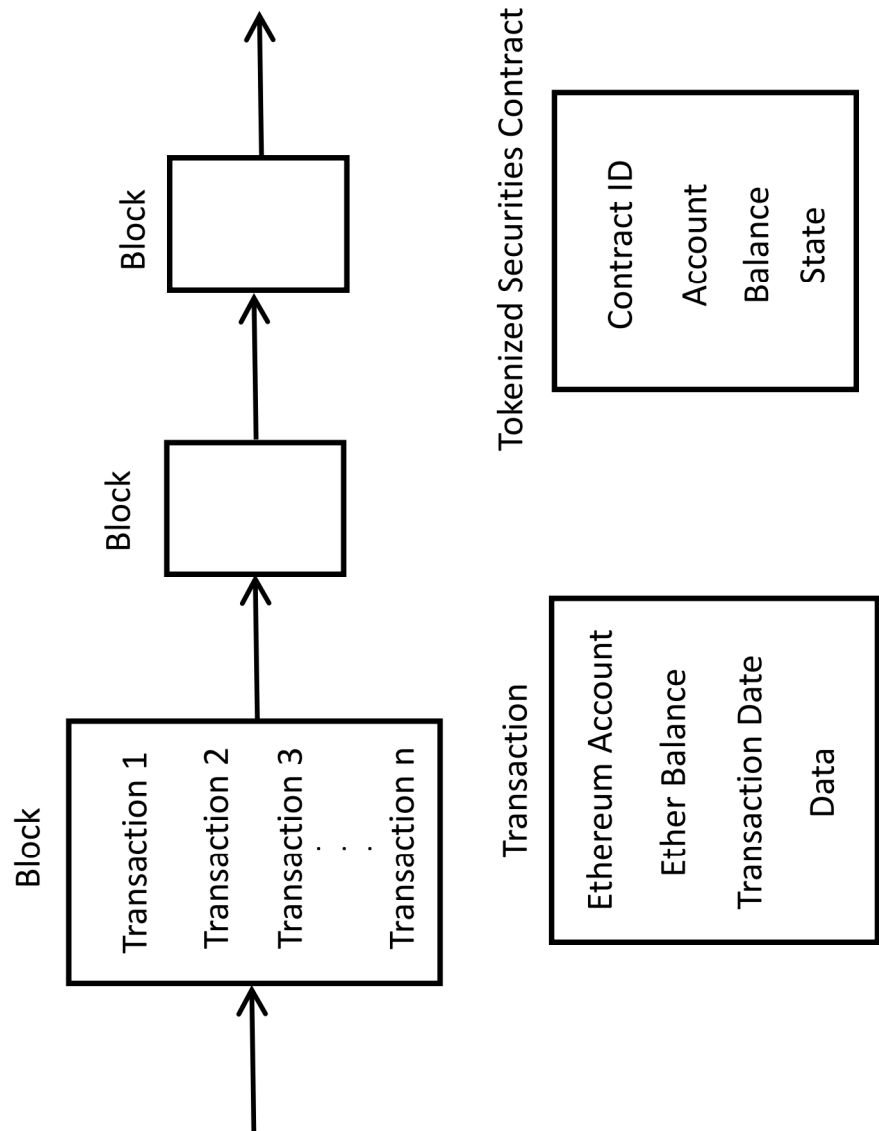 Block
Transaction 1
Transaction 2
Transaction 3
. . .
Transaction n
Block
Block
Transaction
Ethereum Account
Ether Balance
Transaction Date
Data
Tokenized Securities Contract
Contract ID
Account
Balance
State